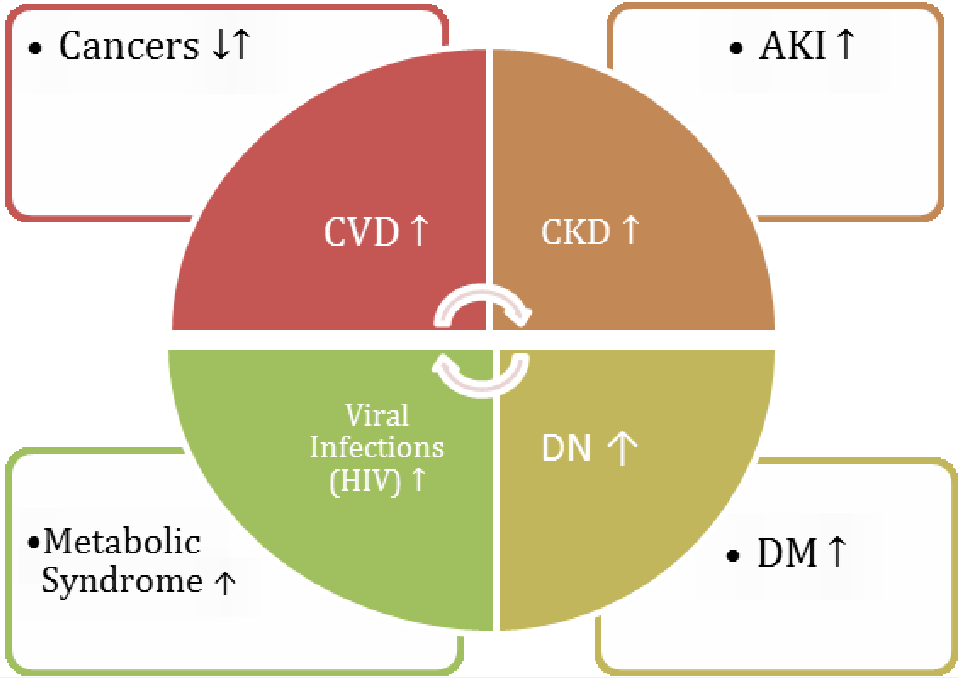 • Cancers ↓↑
• AKI ↑
CVD ↑
CKD ↑
Viral
Infections
(HIV) ↑
DN ↑
•Metabolic
Syndrome ↑
• DM ↑